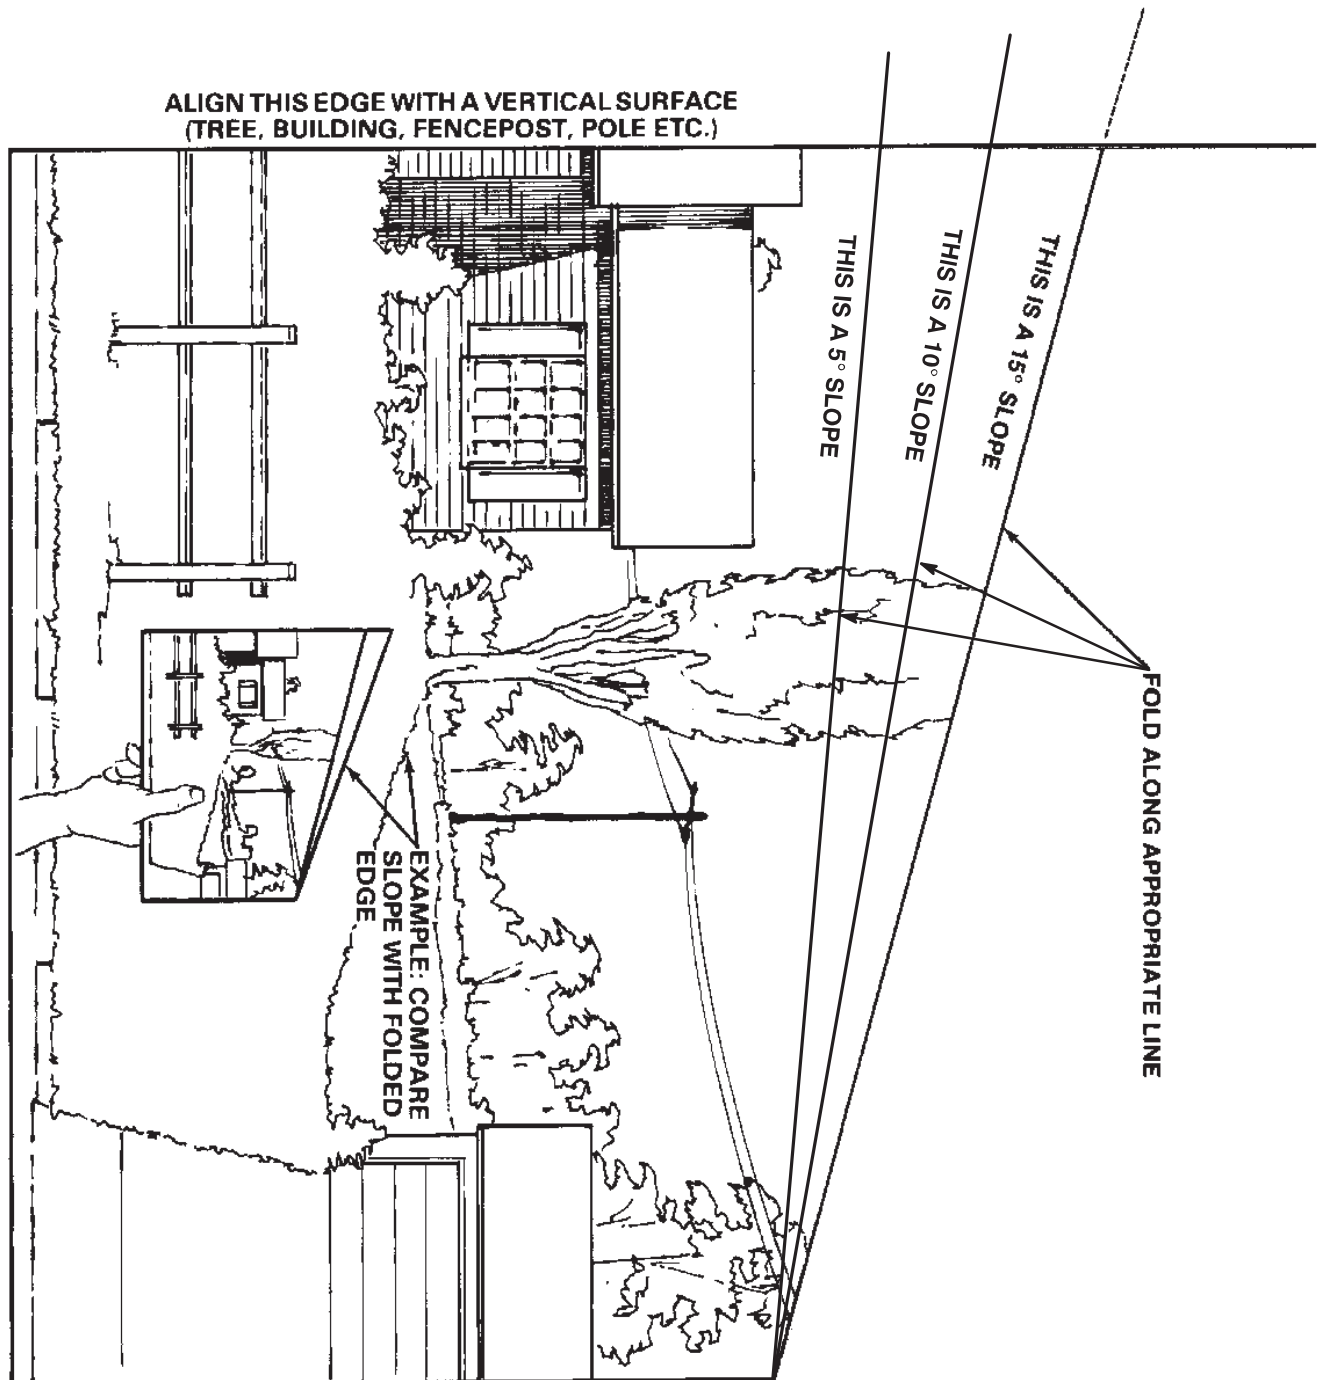 ALIGN THIS EDGE WITH A VERTICAL SURFACE
(TREE, BUILDING, FENCEPOST, POLE ETC.)
THIS IS A 5° SLOPE
THIS IS A 10° SLOPE
THIS IS A 15° SLOPE
FOLD ALONG APPROPRIATE LINE
EXAMPLE: COMPARE
SLOPE WITH FOLDED
EDGE